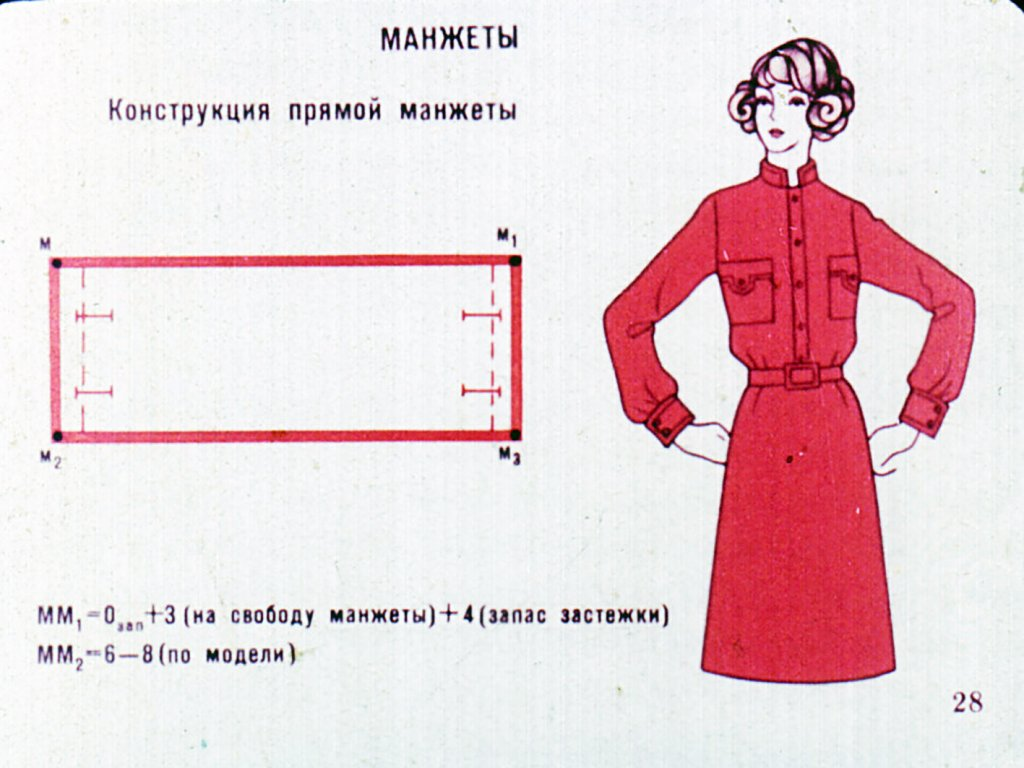 МАНЖЕТЫ
Конструкция прямой манжеты
М М₁
М₂ М₃
ММ₁=О зап+3 (на свободу манжеты)+4 (запас застежки)
ММ₂=6—8 (по модели)
28